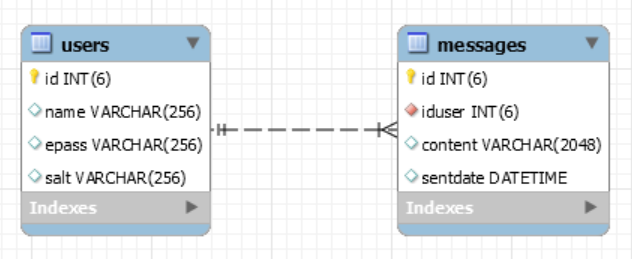 users
id INT(6)
name VARCHAR(256)
epass VARCHAR(256)
salt VARCHAR(256)
Indexes
messages
id INT(6)
iduser INT(6)
content VARCHAR(2048)
sentdate DATETIME
Indexes